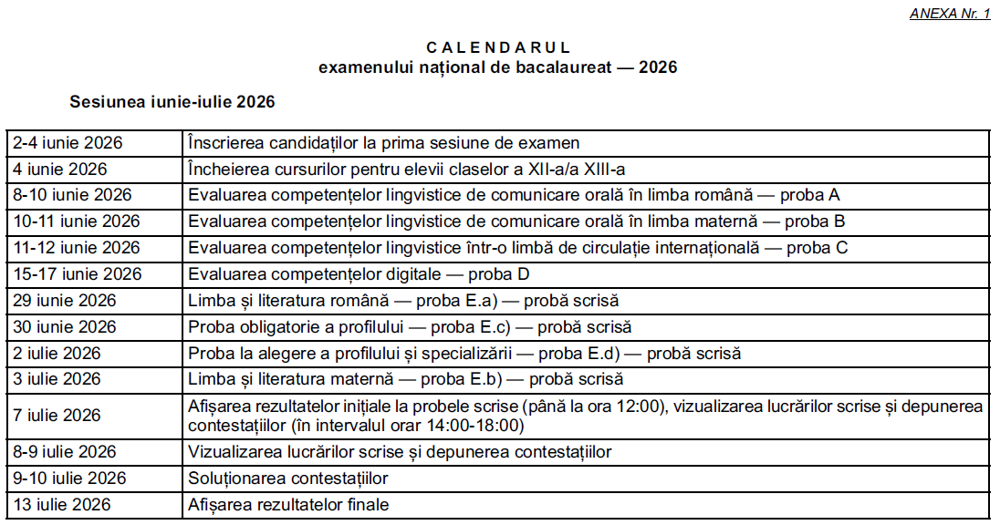 ANEXA Nr. 1
CALENDARUL
examenului național de bacalaureat — 2026
Sesiunea iunie-iulie 2026
2-4 iunie 2026 Înscrierea candidaților la prima sesiune de examen
4 iunie 2026 Încheierea cursurilor pentru elevii claselor a XII-a/a XIII-a
8-10 iunie 2026 Evaluarea competențelor lingvistice de comunicare orală în limba română — proba A
10-11 iunie 2026 Evaluarea competențelor lingvistice de comunicare orală în limba maternă — proba B
11-12 iunie 2026 Evaluarea competențelor lingvistice într-o limbă de circulație internațională — proba C
15-17 iunie 2026 Evaluarea competențelor digitale — proba D
29 iunie 2026 Limba și literatura română — proba E.a) — probă scrisă
30 iunie 2026 Proba obligatorie a profilului — proba E.c) — probă scrisă
2 iulie 2026 Proba la alegere a profilului și specializării — proba E.d) — probă scrisă
3 iulie 2026 Limba și literatura maternă — proba E.b) — probă scrisă
7 iulie 2026 Afișarea rezultatelor inițiale la probele scrise (până la ora 12:00), vizualizarea lucrărilor scrise și depunerea
contestațiilor (în intervalul orar 14:00-18:00)
8-9 iulie 2026 Vizualizarea lucrărilor scrise și depunerea contestațiilor
9-10 iulie 2026 Soluționarea contestațiilor
13 iulie 2026 Afișarea rezultatelor finale